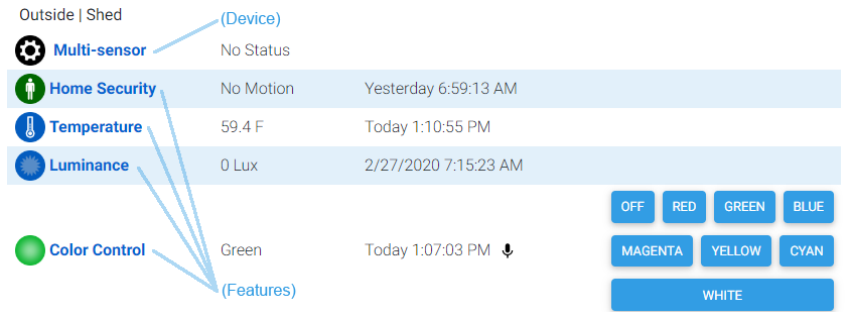 Outside | Shed
(Device)
Multi-sensor No Status
Home Security No Motion Yesterday 6:59:13 AM
Temperature 59.4 F Today 1:10:55 PM
Luminance 0 Lux 2/27/2020 7:15:23 AM
OFF RED GREEN BLUE
Color Control Green Today 1:07:03 PM MAGENTA YELLOW CYAN
(Features)
WHITE